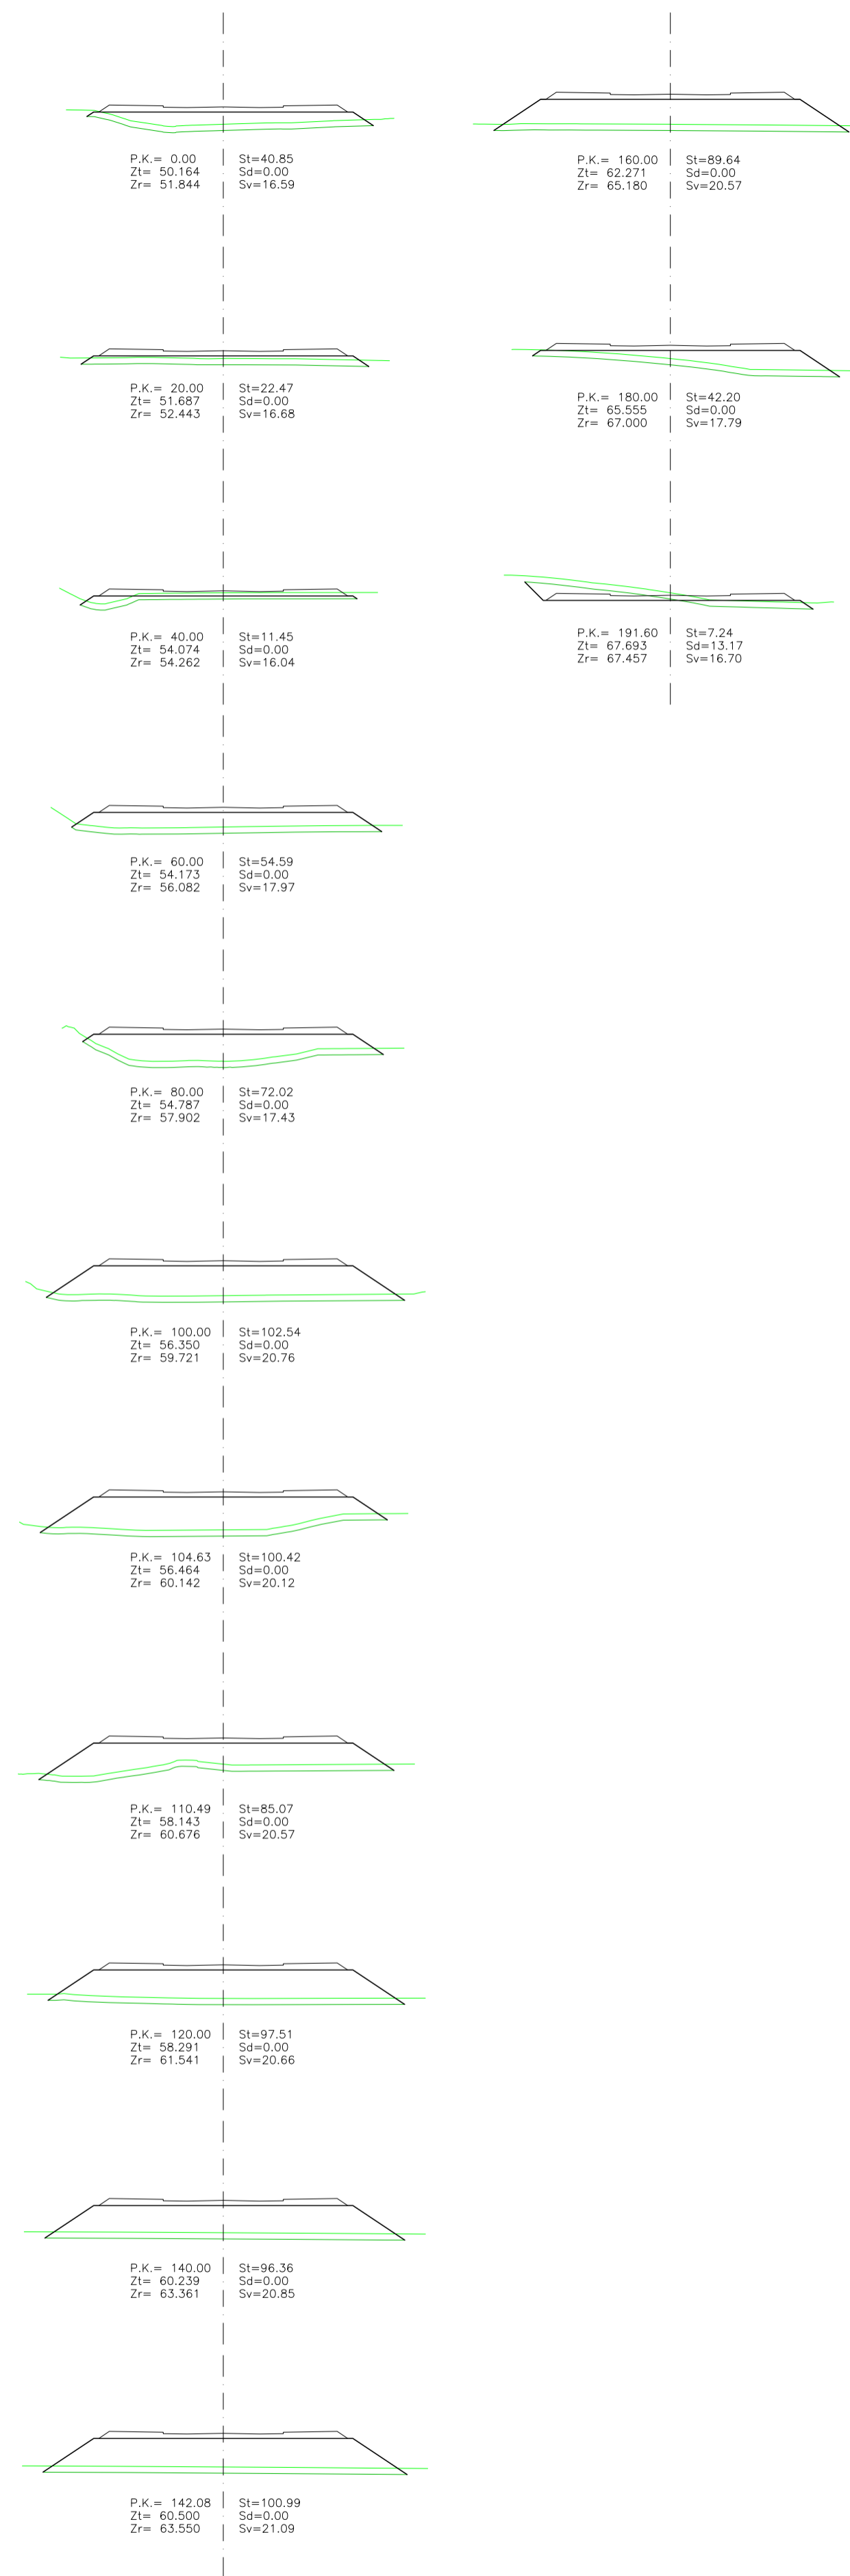 P.K.= 0.00 St=40.85
Zt= 50.164 Sd=0.00
Zr= 51.844 Sv=16.59
P.K.= 20.00 St=22.47
Zt= 51.687 Sd=0.00
Zr= 52.443 Sv=16.68
P.K.= 40.00 St=11.45
Zt= 54.074 Sd=0.00
Zr= 54.262 Sv=16.04
P.K.= 60.00 St=54.59
Zt= 54.173 Sd=0.00
Zr= 56.082 Sv=17.97
P.K.= 80.00 St=72.02
Zt= 54.787 Sd=0.00
Zr= 57.902 Sv=17.43
P.K.= 100.00 St=102.54
Zt= 56.350 Sd=0.00
Zr= 59.721 Sv=20.76
P.K.= 104.63 St=100.42
Zt= 56.464 Sd=0.00
Zr= 60.142 Sv=20.12
P.K.= 110.49 St=85.07
Zt= 58.143 Sd=0.00
Zr= 60.676 Sv=20.57
P.K.= 120.00 St=97.51
Zt= 58.291 Sd=0.00
Zr= 61.541 Sv=20.66
P.K.= 140.00 St=96.36
Zt= 60.239 Sd=0.00
Zr= 63.361 Sv=20.85
P.K.= 142.08 St=100.99
Zt= 60.500 Sd=0.00
Zr= 63.550 Sv=21.09
P.K.= 160.00 St=89.64
Zt= 62.271 Sd=0.00
Zr= 65.180 Sv=20.57
P.K.= 180.00 St=42.20
Zt= 65.555 Sd=0.00
Zr= 67.000 Sv=17.79
P.K.= 191.60 St=7.24
Zt= 67.693 Sd=13.17
Zr= 67.457 Sv=16.70